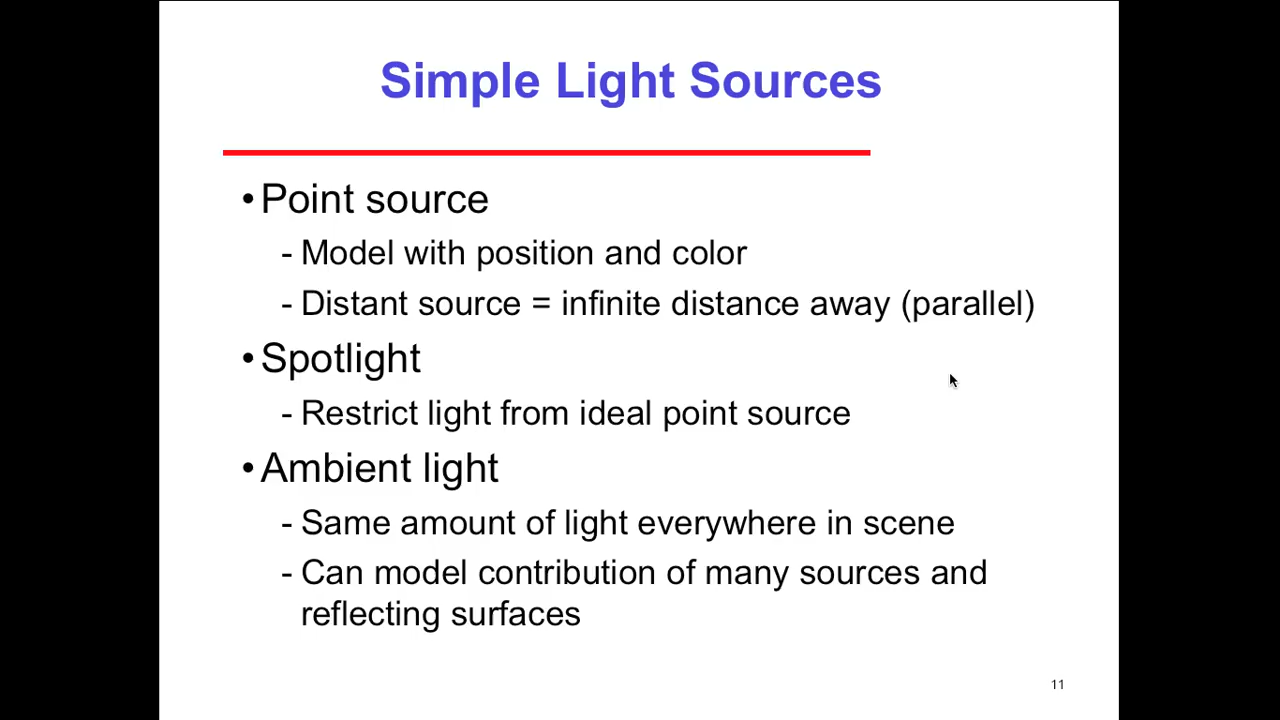 Simple Light Sources
•Point source
- Model with position and color
- Distant source = infinite distance away (parallel)
•Spotlight
- Restrict light from ideal point source
•Ambient light
- Same amount of light everywhere in scene
- Can model contribution of many sources and
reflecting surfaces
11